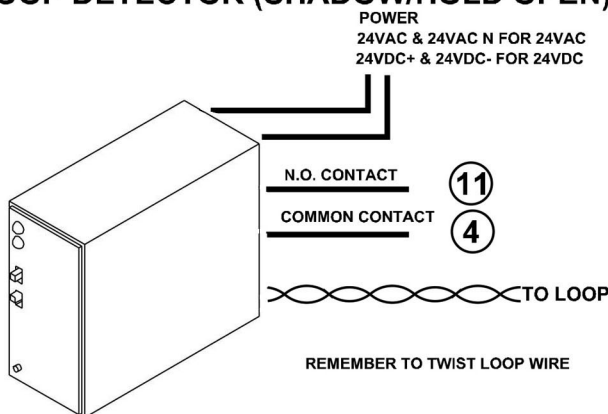 DETECTOR (SHADOW/HOLD OPEN)
POWER
24VAC & 24VAC N FOR 24VAC
24VDC+ & 24VDC- FOR 24VDC
N.O. CONTACT
11
COMMON CONTACT
4
TO LOOP
REMEMBER TO TWIST LOOP WIRE